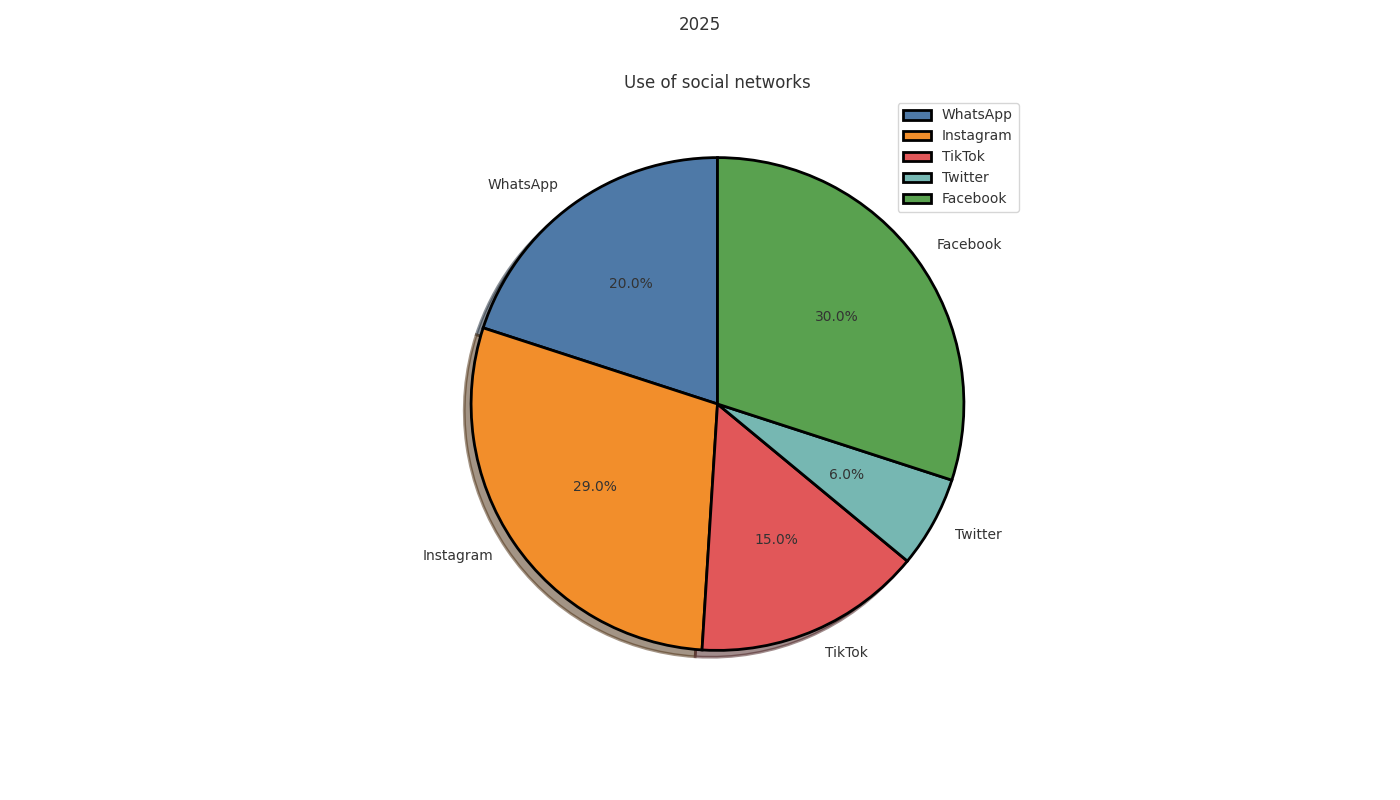 2025
Use of social networks
WhatsApp
Instagram
TikTok
Twitter
Facebook
WhatsApp
Facebook
20.0%
30.0%
6.0%
29.0%
Twitter
15.0%
Instagram
TikTok